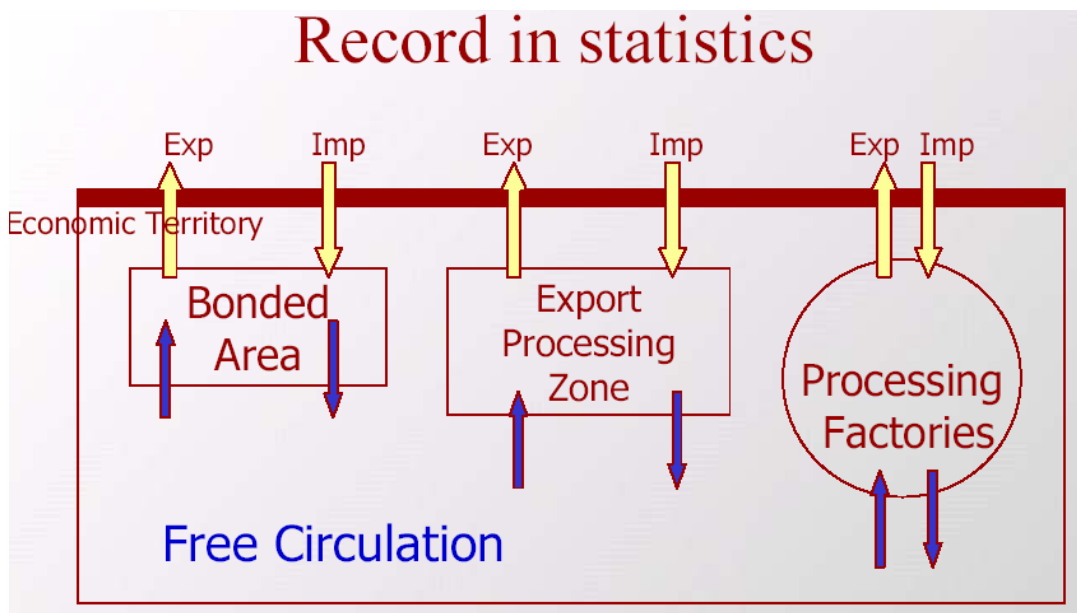 Record in statistics
Exp Imp Exp Imp Exp Imp
Economic Territory
Bonded
Area
Export
Processing
Zone
Processing
Factories
Free Circulation